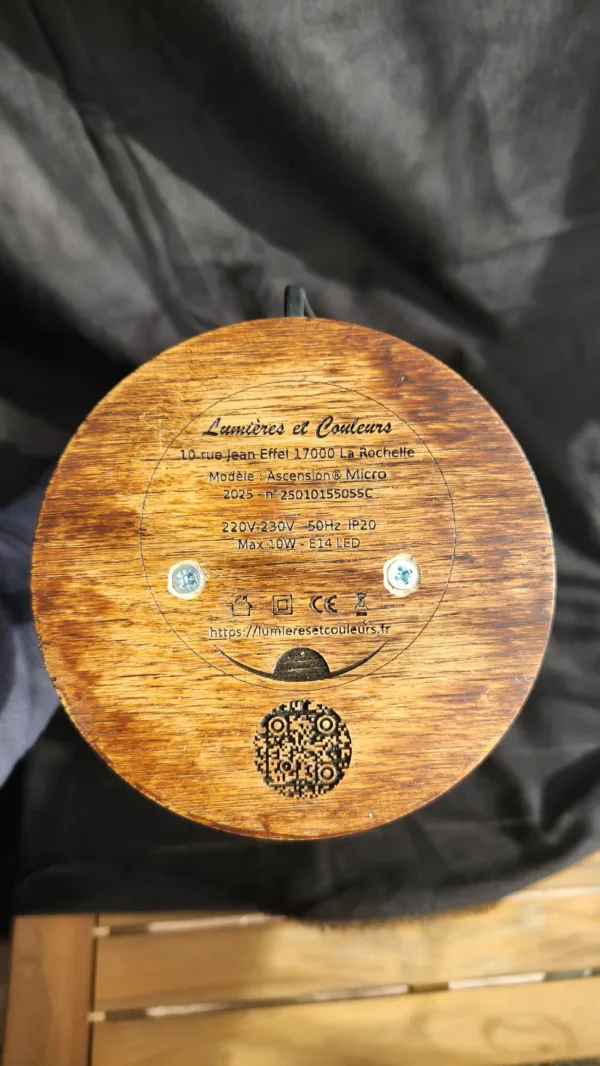 Lumières et Couleurs
10 rue Jean Effel 17000 La Rochelle
Modèle : Ascension® Micro
2025 - n°25010155055C
220V-230V 50Hz IP20
Max 10W - E14 LED
CE
https://lumieresetcouleurs.fr